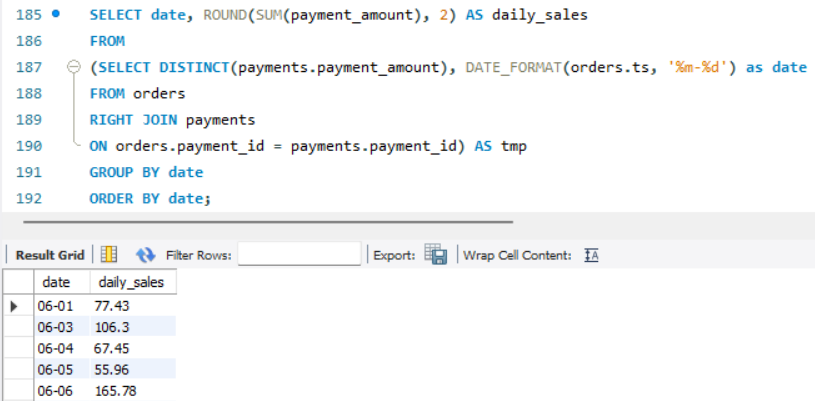 185 SELECT date, ROUND(SUM(payment_amount), 2) AS daily_sales
186 FROM
187 (SELECT DISTINCT(payments.payment_amount), DATE_FORMAT(orders.ts, '%m-%d') as date
188 FROM orders
189 RIGHT JOIN payments
190 ON orders.payment_id = payments.payment_id) AS tmp
191 GROUP BY date
192 ORDER BY date;
Result Grid Filter Rows: Export: Wrap Cell Content: IA
date daily_sales
06-01 77.43
06-03 106.3
06-04 67.45
06-05 55.96
06-06 165.78